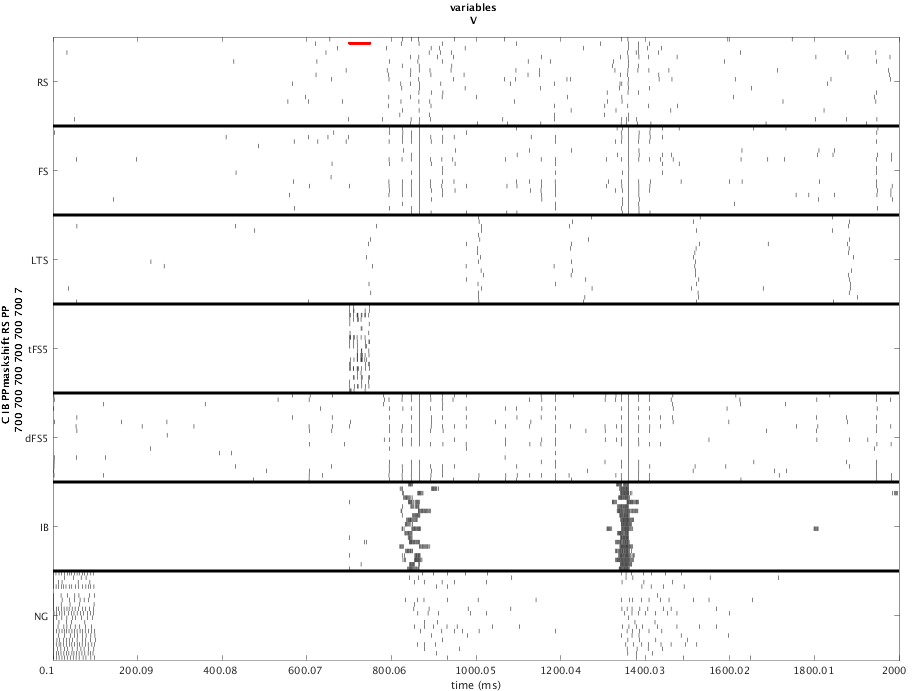 variables
V
RS
FS
LTS
tFS5
dFS5
IB
NG
C IB PPmaskshift RS PP
700 700 700 700 700 700 7
0.1 200.09 400.08 600.07 800.06 1000.05 1200.04 1400.03 1600.02 1800.01 2000
time (ms)